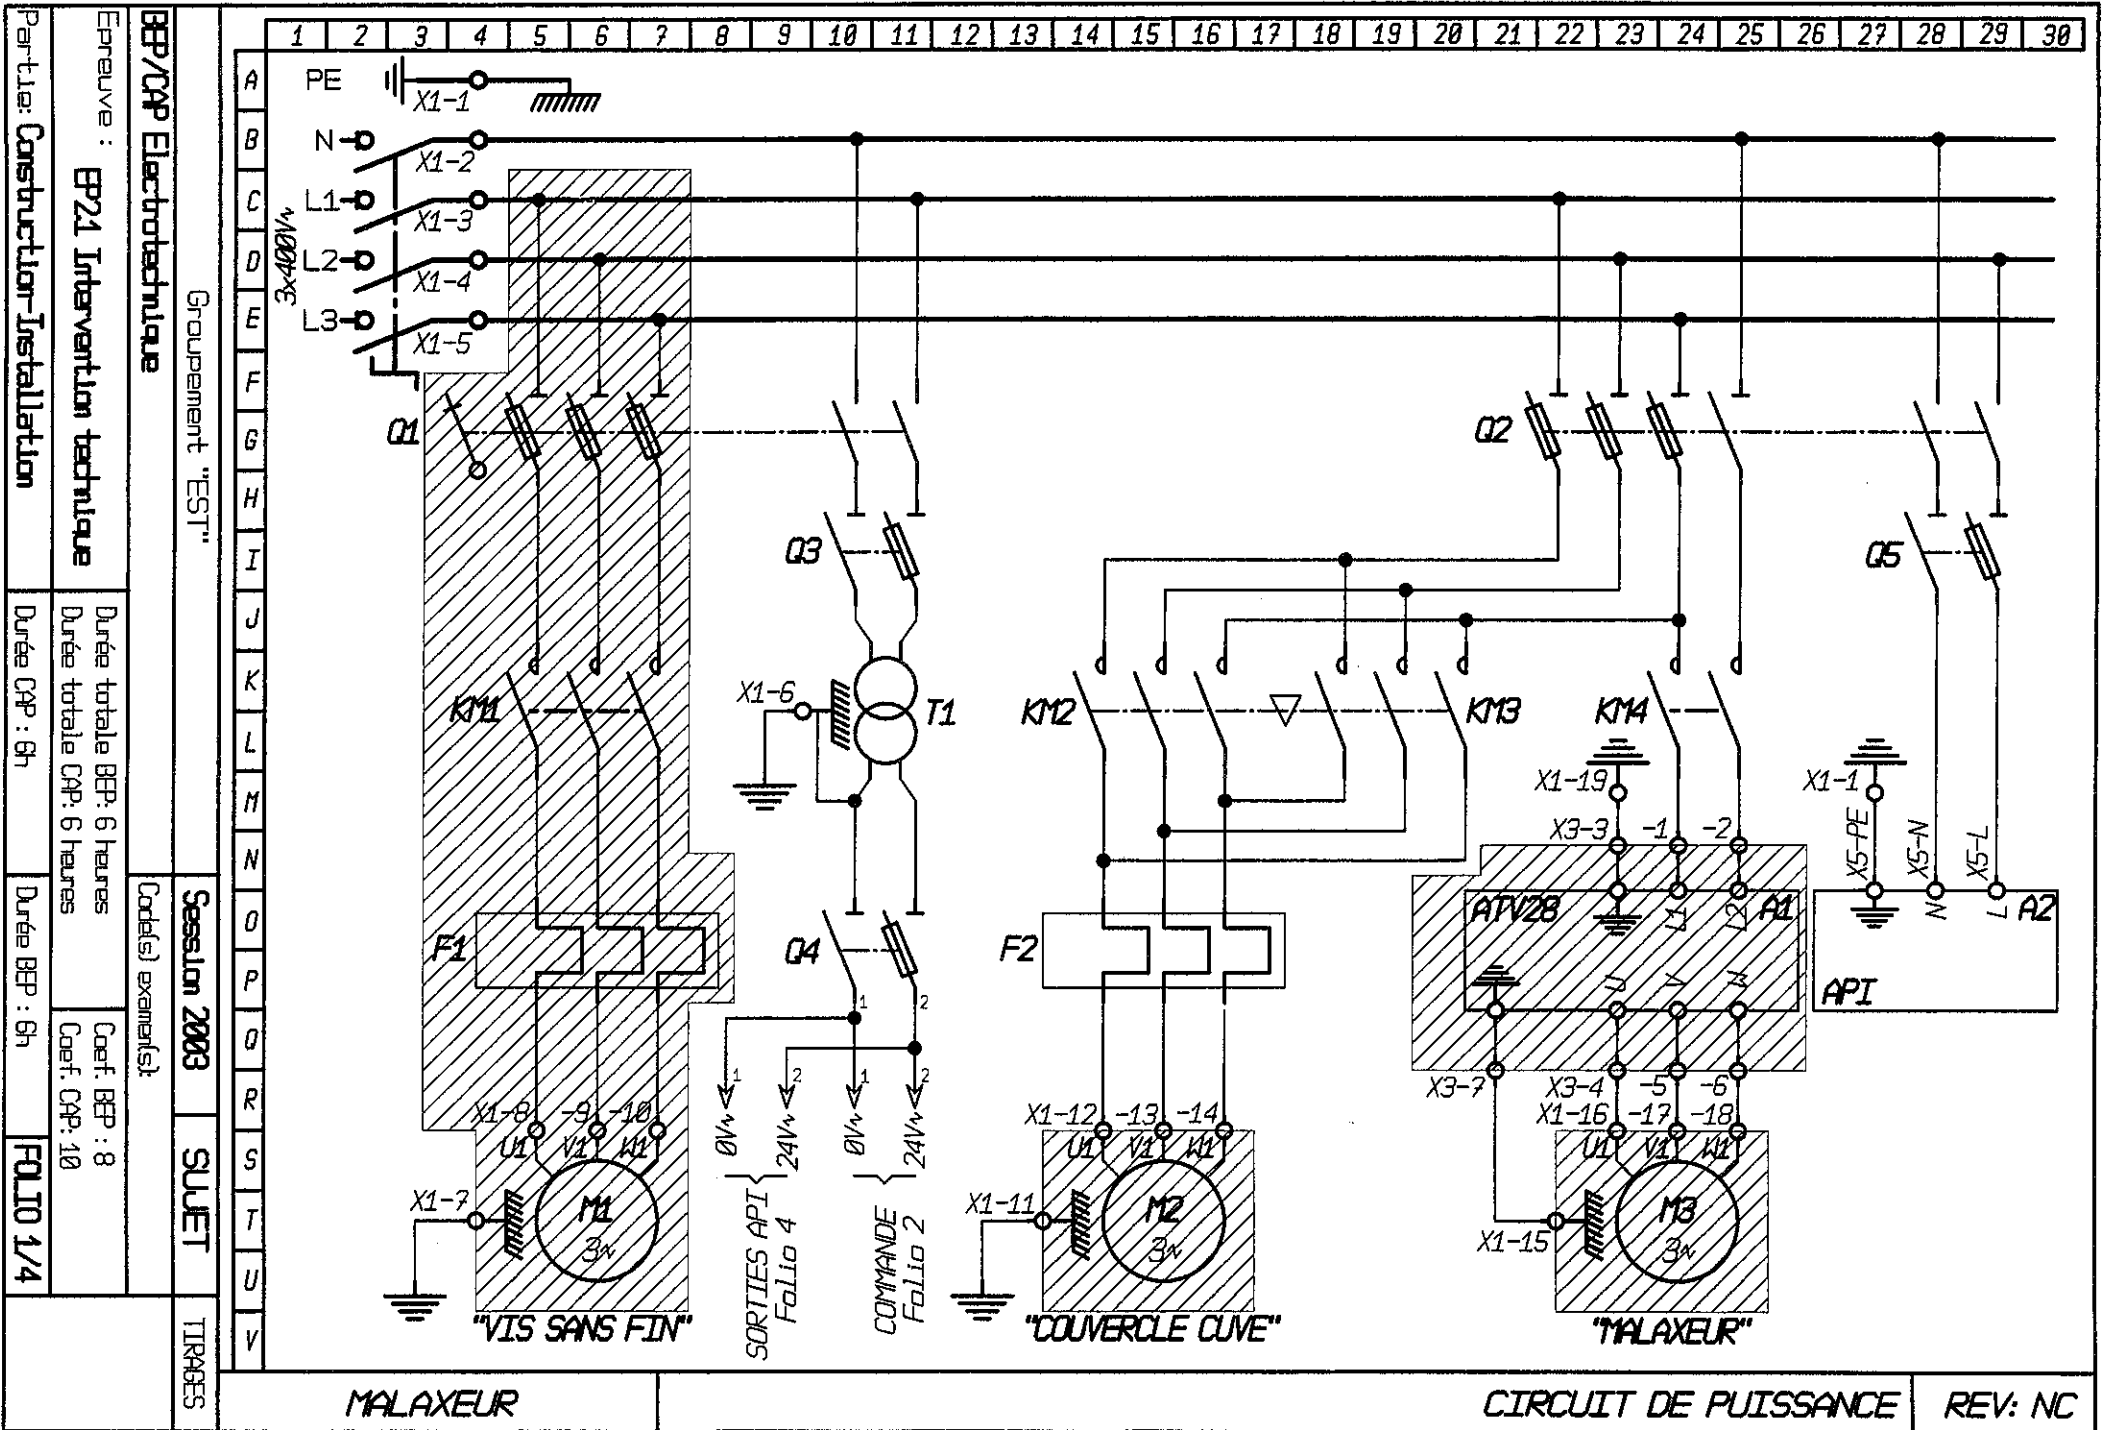 1 2 3 4 5 6 7 8 9 10 11 12 13 14 15 16 17 18 19 20 21 22 23 24 25 26 27 28 29 30
A
B
C
D
E
F
G
H
I
J
K
L
M
N
O
P
Q
R
S
T
U
V
BEP/CAP Electrotechnique
Groupement "EST"
Epreuve :
EP21 Intervention technique
Partie: Construction-Installation
Durée totale BEP: 6 heures
Durée totale CAP: 6 heures
Durée CAP : 6h
Durée BEP : 6h
Session 2003
Code(s) examen(s):
Coef. BEP : 8
Coef. CAP: 10
SUJET
FOLIO 1/4
TIRAGES
PE
X1-1
N
X1-2
L1
X1-3
3x400V~
L2
X1-4
L3
X1-5
Q1
Q2
Q3
Q5
KM1
X1-6
T1
KM2
KM3
KM4
X1-19
X1-1
X3-3 -1 -2
X5-PE
X5-N
X5-L
F1
Q4
F2
ATV28
L1
L2
A1
N
L
A2
U
V
W
API
1
2
1
2
1
2
0V~
24V~
0V~
24V~
X3-7
X3-4 -5 -6
X1-8 -9 -10
X1-12 -13 -14
X1-16 -17 -18
U1 V1 W1
U1 V1 W1
U1 V1 W1
X1-7
M1
3~
SORTIES API
Folio 4
COMMANDE
Folio 2
X1-11
M2
3~
X1-15
M3
3~
"VIS SANS FIN"
"COUVERCLE CUVE"
"MALAXEUR"
MALAXEUR
CIRCUIT DE PUISSANCE
REV: NC